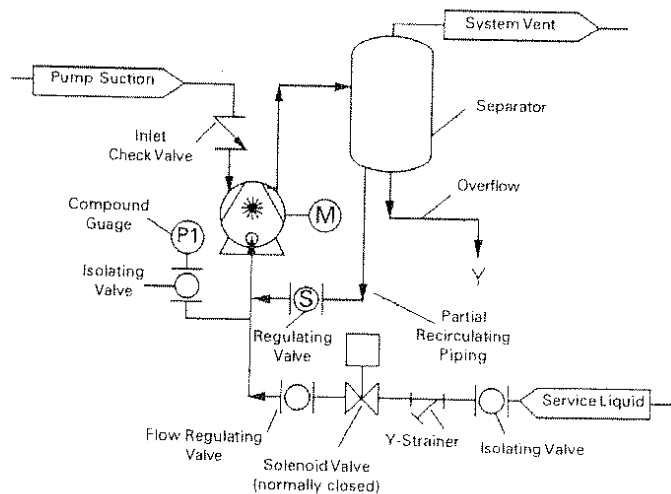 System Vent
Pump Suction
Separator
Inlet
Check Valve
Compound
Guage
M
P1
Overflow
Isolating
Valve
S
Regulating
Valve
Partial
Recirculating
Piping
Service Liquid
Flow Regulating
Valve
Y-Strainer
Isolating Valve
Solenoid Valve
(normally closed)